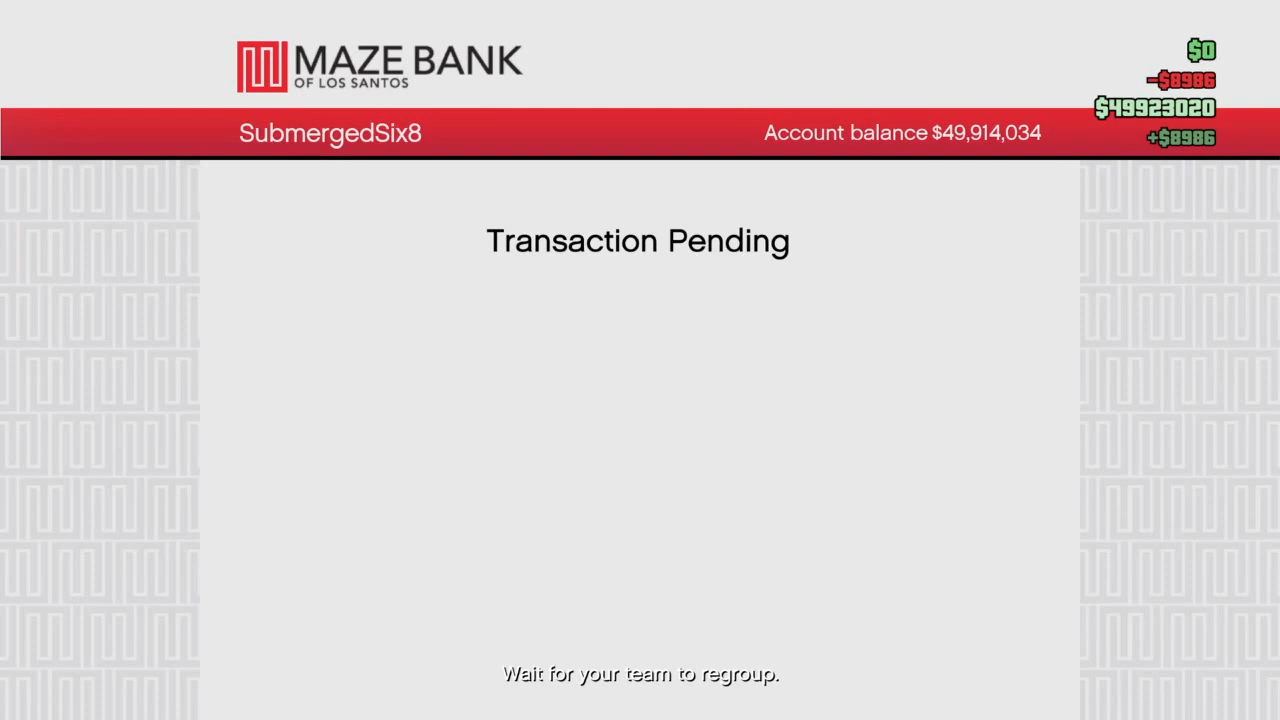 MAZE BANK
OF LOS SANTOS
$0
-$8986
$49923020
+$8986
SubmergedSix8
Account balance $49,914,034
Transaction Pending
Wait for your team to regroup.